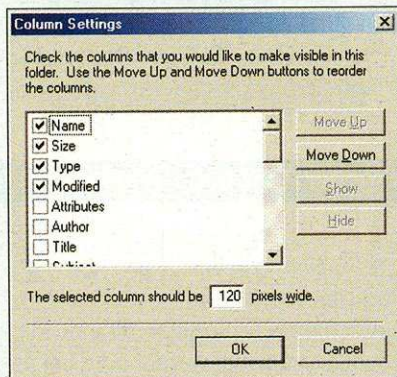 Column Settings
Check the columns that you would like to make visible in this
folder. Use the Move Up and Move Down buttons to reorder
the columns.
Name
Size
Type
Modified
Attributes
Author
Title
Subject
Move Up
Move Down
Show
Hide
The selected column should be 120 pixels wide.
OK
Cancel